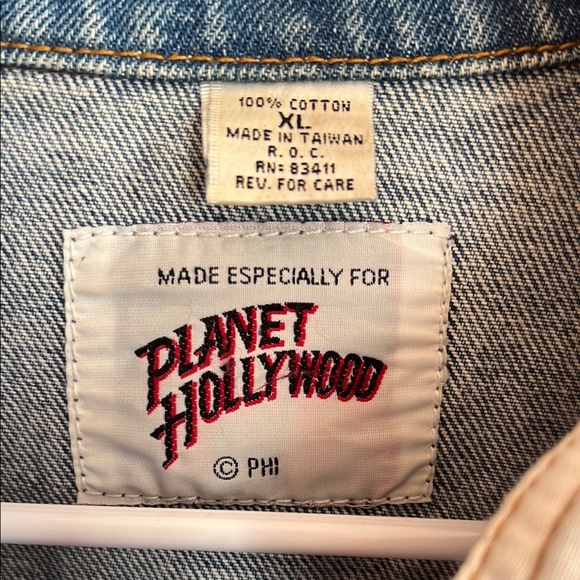 100% COTTON
XL
MADE IN TAIWAN
R. O. C.
RN: 83411
REV. FOR CARE
MADE ESPECIALLY FOR
PLANET
HOLLYWOOD
© PHI